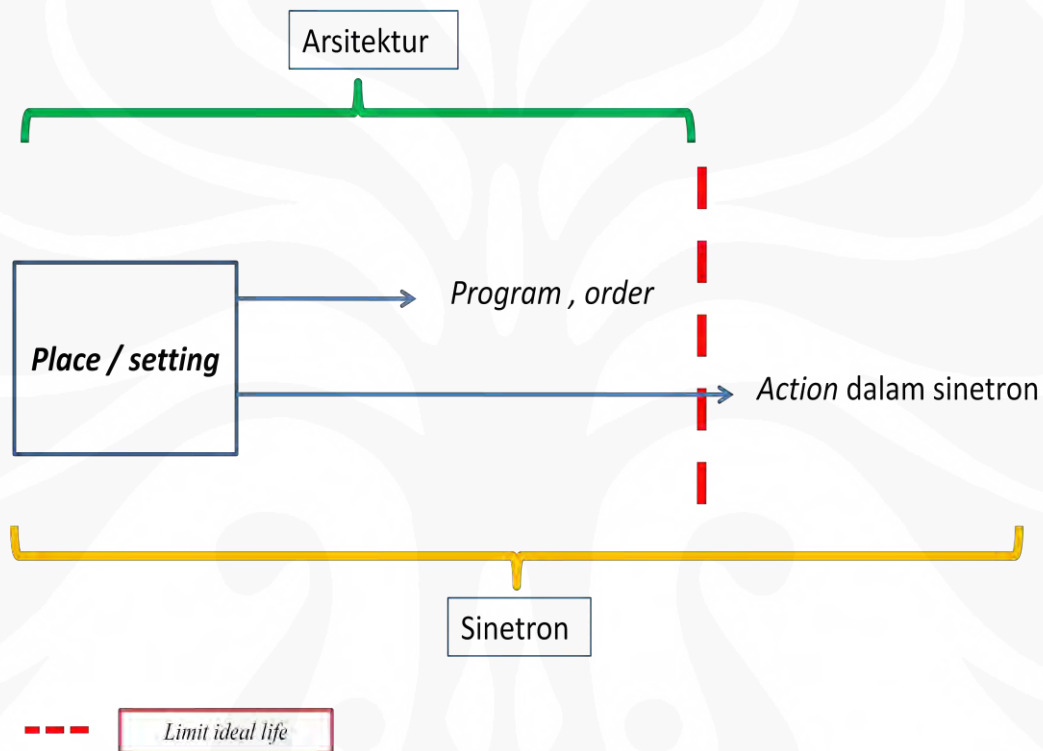 Arsitektur
Program , order
Place / setting
Action dalam sinetron
Sinetron
Limit ideal life